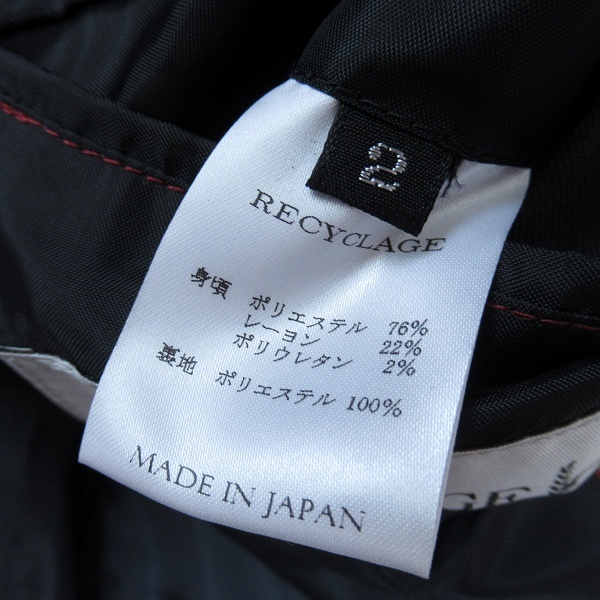 2
RECYCLAGE
身頃 ポリエステル 76%
レーヨン 22%
ポリウレタン 2%
裏地 ポリエステル 100%
MADE IN JAPAN